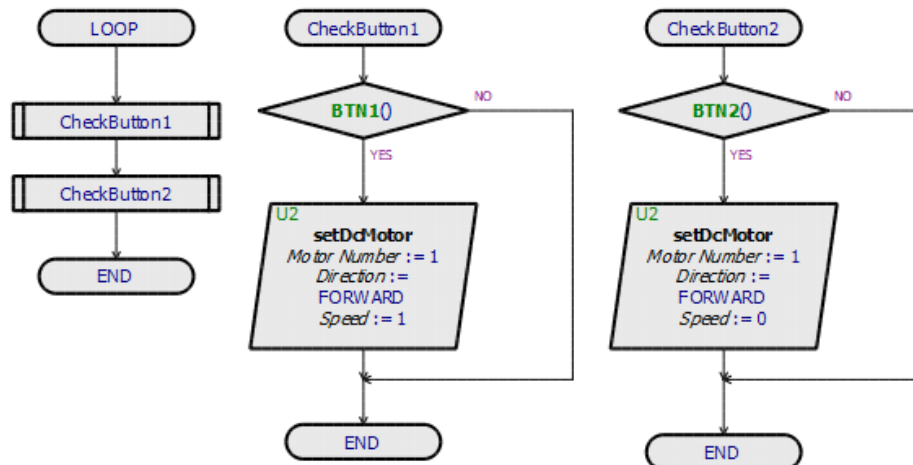 LOOP
CheckButton1
CheckButton2
END
CheckButton1
BTN1()
NO
YES
U2
setDcMotor
Motor Number := 1
Direction :=
FORWARD
Speed := 1
END
CheckButton2
BTN2()
NO
YES
U2
setDcMotor
Motor Number := 1
Direction :=
FORWARD
Speed := 0
END